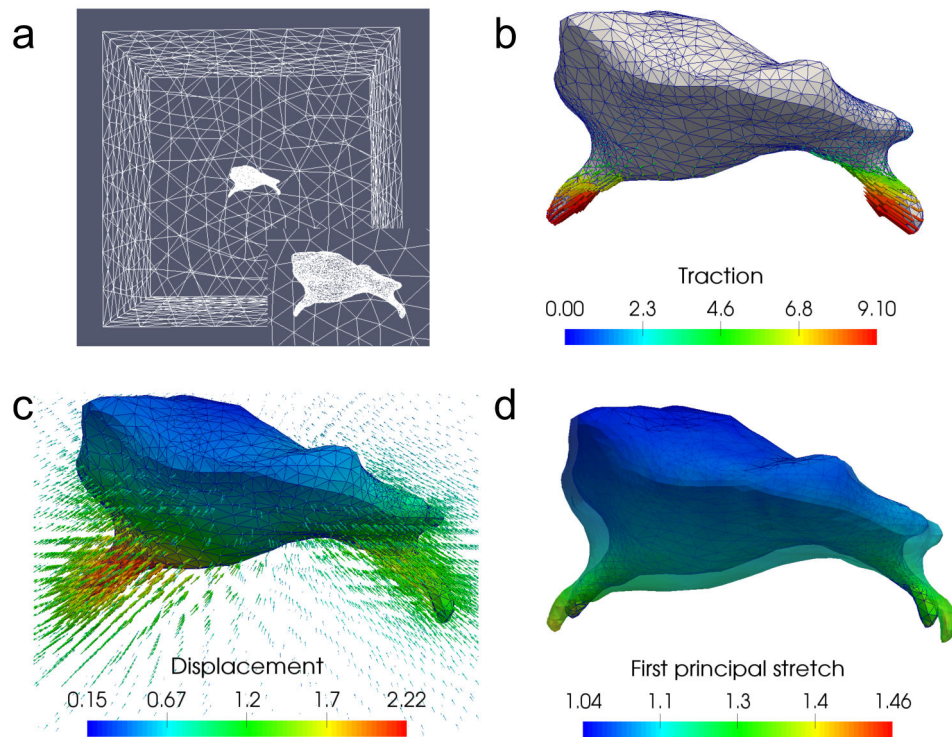 a
b
Traction
0.00 2.3 4.6 6.8 9.10
c
Displacement
0.15 0.67 1.2 1.7 2.22
d
First principal stretch
1.04 1.1 1.3 1.4 1.46